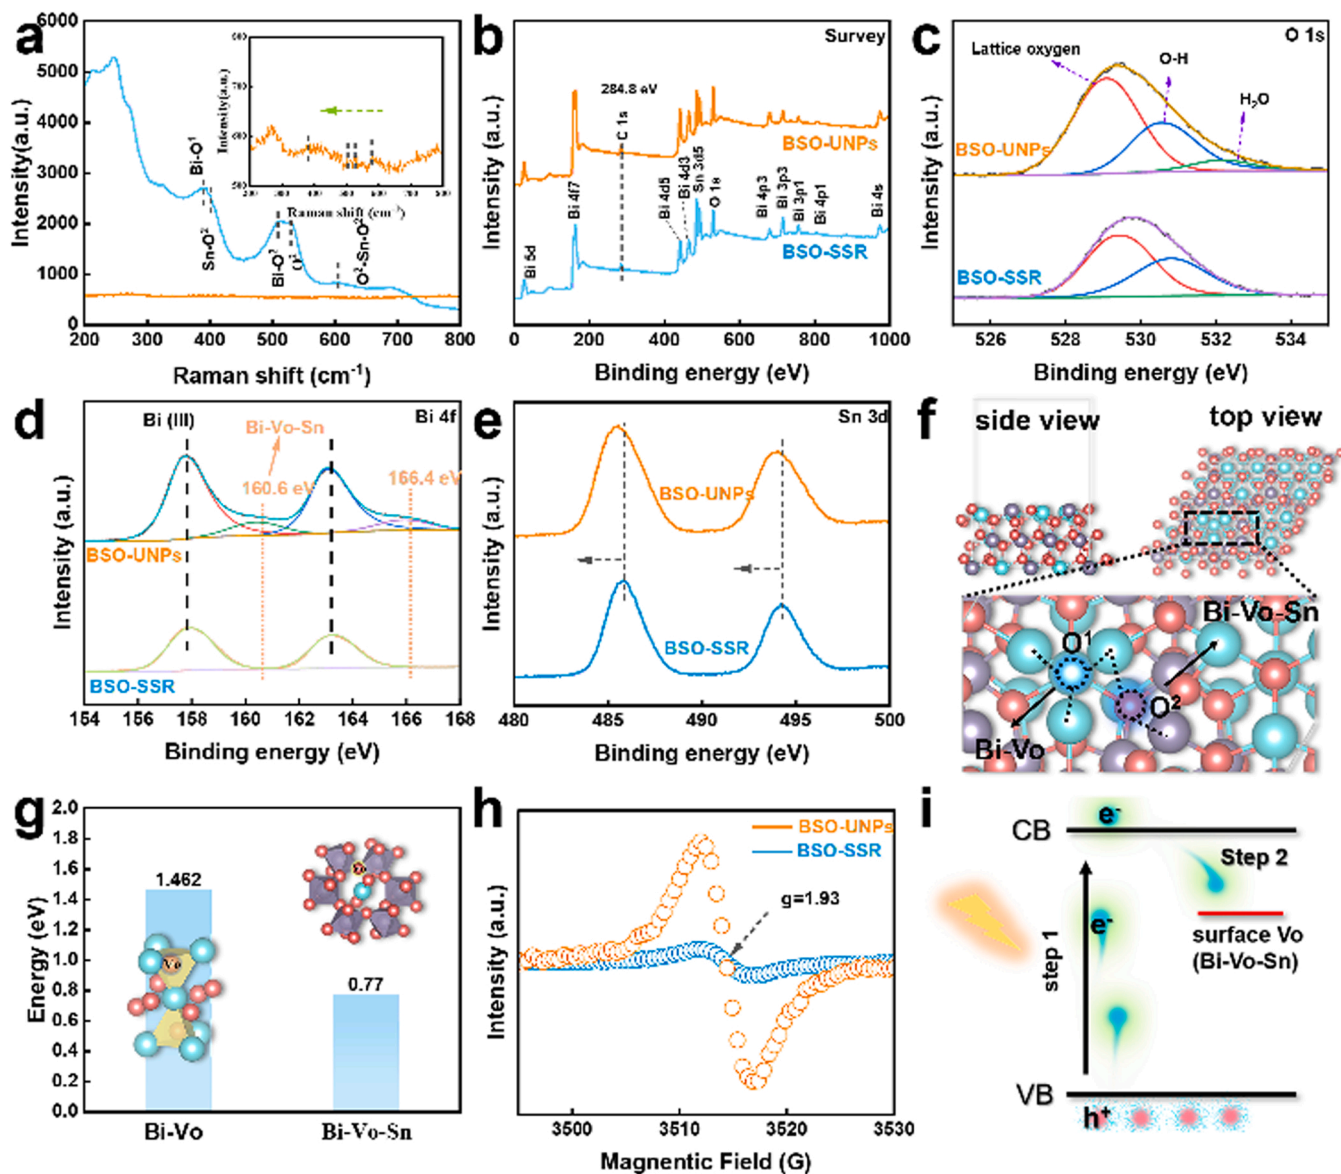 a
6000
5000
4000
3000
2000
1000
0
Intensity(a.u.)
Bi-O¹
Sn-O²
Bi-O²
O²
O²-Sn-O²
Intensity(a.u.)
Raman shift (cm⁻¹)
200 300 400 500 600 700 800
Raman shift (cm⁻¹)
b
Survey
284.8 eV
C 1s
BSO-UNPs
Bi 5d
Bi 4f7
Bi 4d5
Bi 4d3
Sn 3d5
O 1s
Bi 4p3
Bi 3p3
Bi 3p1
Bi 4p1
Bi 4s
BSO-SSR
Intensity (a.u.)
0 200 400 600 800 1000
Binding energy (eV)
c
O 1s
Lattice oxygen
O-H
H₂O
BSO-UNPs
BSO-SSR
Intensity (a.u.)
526 528 530 532 534
Binding energy (eV)
d
Bi 4f
Bi (III)
Bi-Vo-Sn
160.6 eV
166.4 eV
BSO-UNPs
BSO-SSR
Intensity (a.u.)
154 156 158 160 162 164 166 168
Binding energy (eV)
e
Sn 3d
BSO-UNPs
BSO-SSR
Intensity (a.u.)
480 485 490 495 500
Binding energy (eV)
f
side view
top view
Bi-Vo-Sn
O¹
O²
Bi-Vo
g
2.0
1.8
1.6
1.4
1.2
1.0
0.8
0.6
0.4
0.2
0.0
Energy (eV)
1.462
Vo
0.77
Bi-Vo
Bi-Vo-Sn
h
BSO-UNPs
BSO-SSR
g=1.93
Intensity (a.u.)
3500 3510 3520 3530
Magnentic Field (G)
i
CB
e⁻
Step 2
e⁻
step 1
surface Vo
(Bi-Vo-Sn)
VB
h⁺